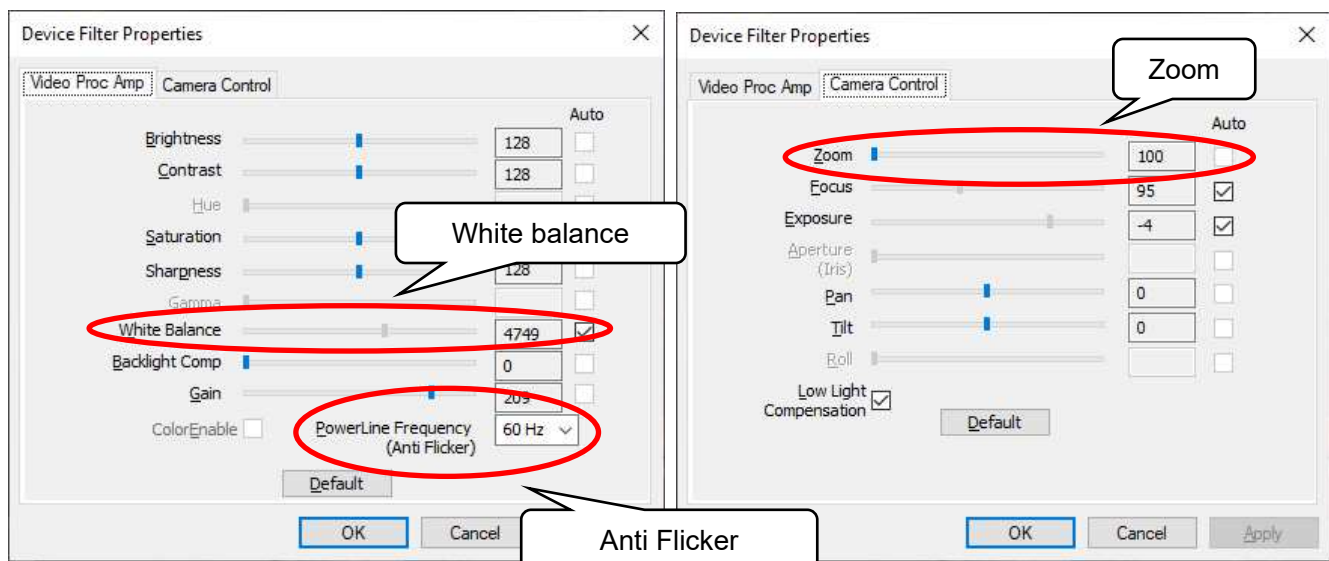 Device Filter Properties
Video Proc Amp Camera Control
Auto
Brightness 128
Contrast 128
Hue
Saturation
Sharpness 128
Gamma
White Balance 4749
Backlight Comp 0
Gain 209
ColorEnable PowerLine Frequency 60 Hz
(Anti Flicker)
Default
OK Cancel
White balance
Anti Flicker
Device Filter Properties
Zoom
Video Proc Amp Camera Control
Auto
Zoom 100
Focus 95
Exposure -4
Aperture
(Iris)
Pan 0
Tilt 0
Roll
Low Light
Compensation
Default
OK Cancel Apply